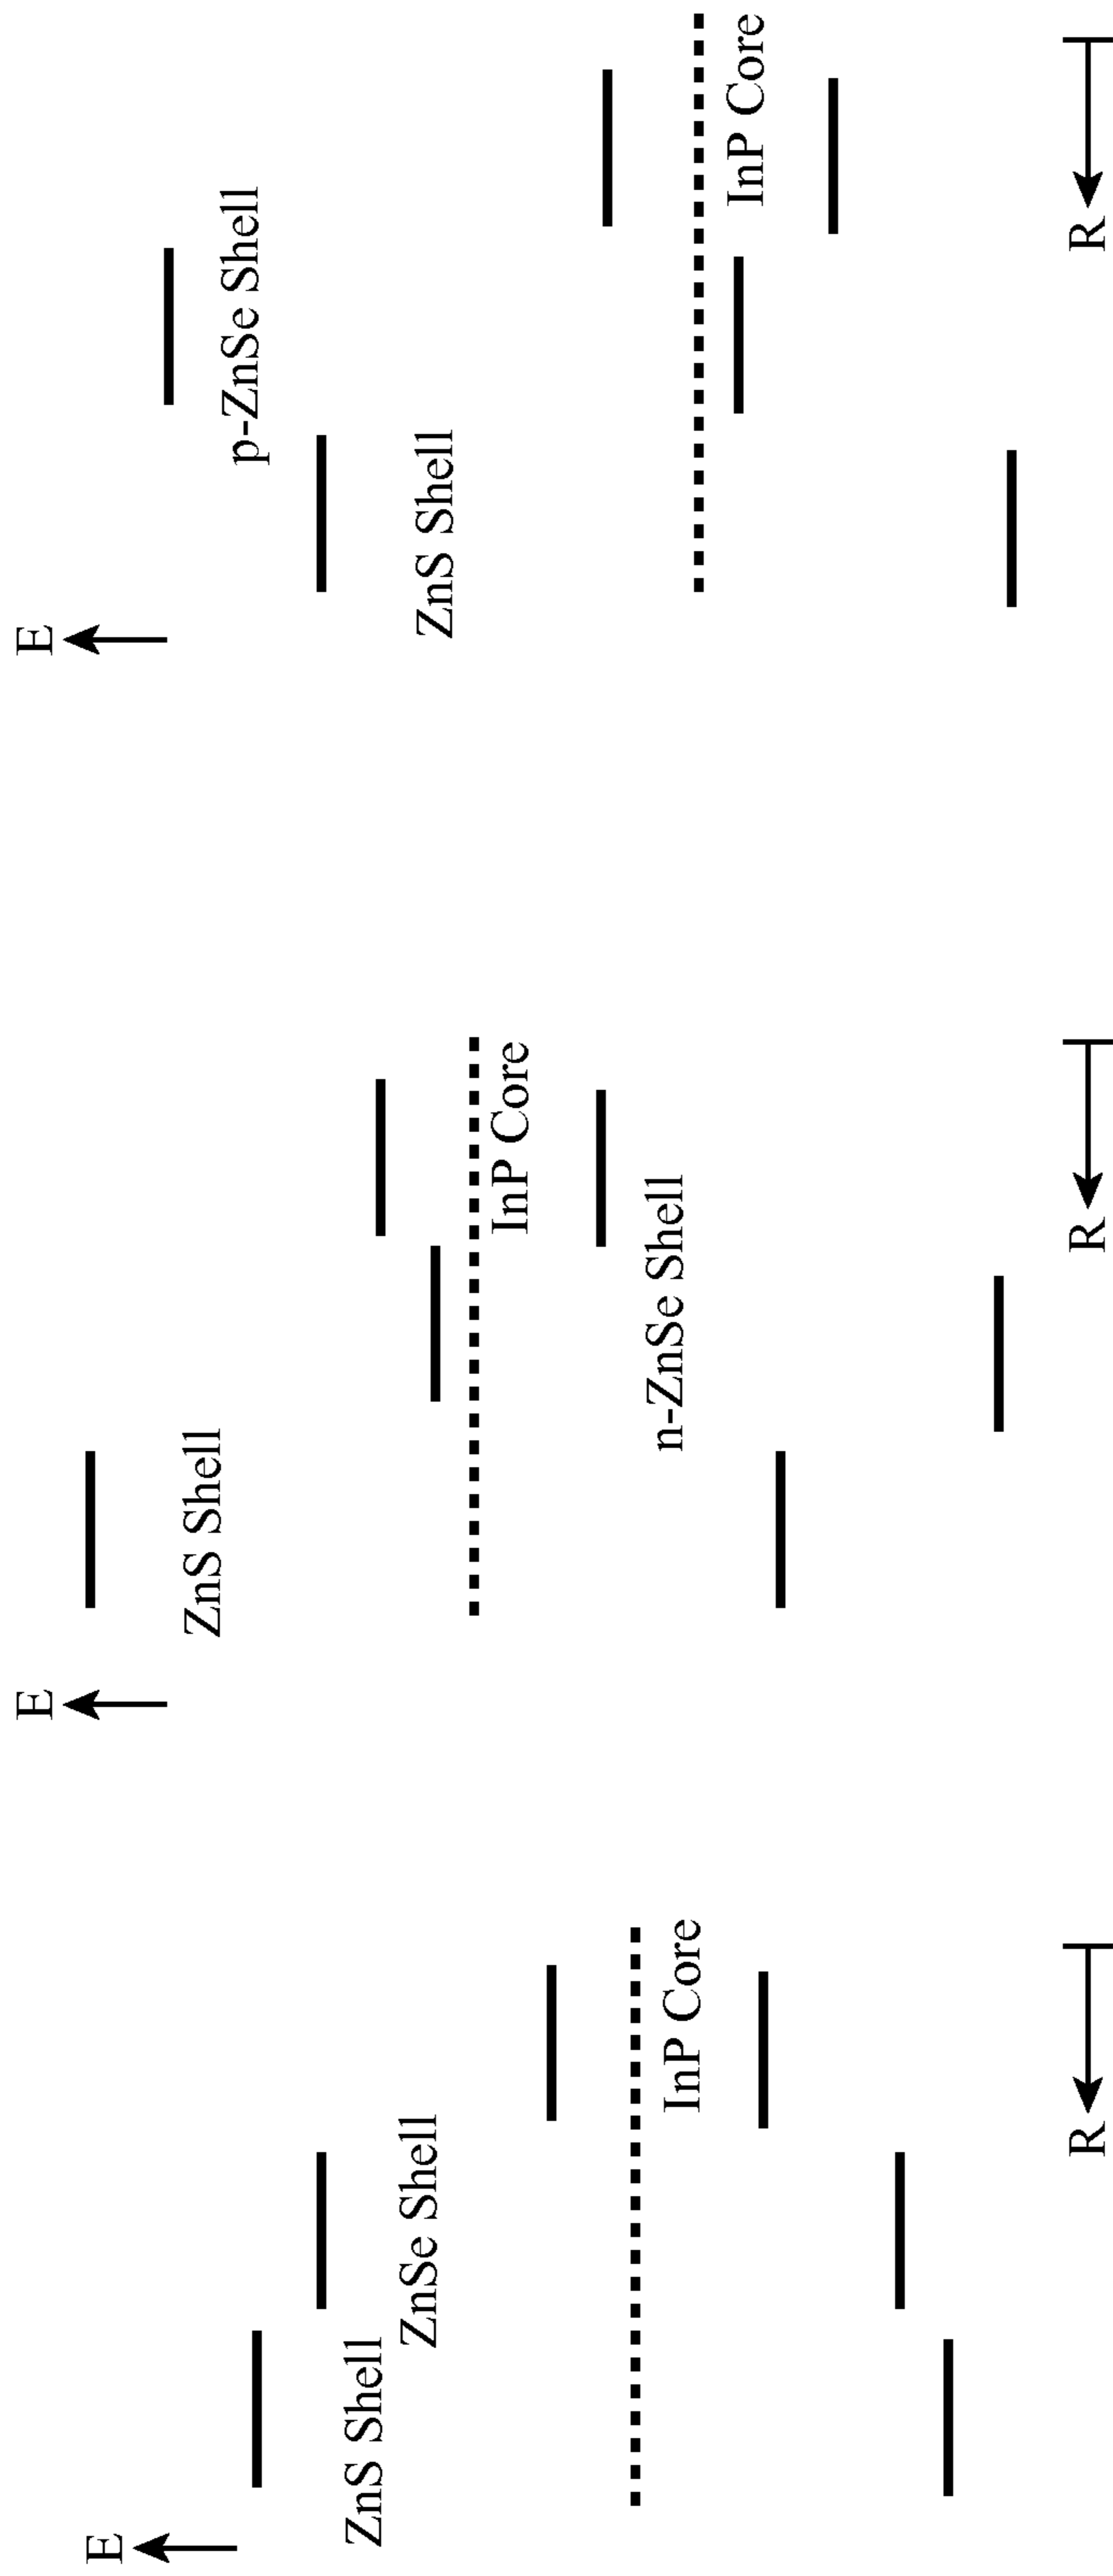 E
ZnS Shell
ZnSe Shell
InP Core
R
E
ZnS Shell
n-ZnSe Shell
InP Core
R
E
ZnS Shell
p-ZnSe Shell
InP Core
R